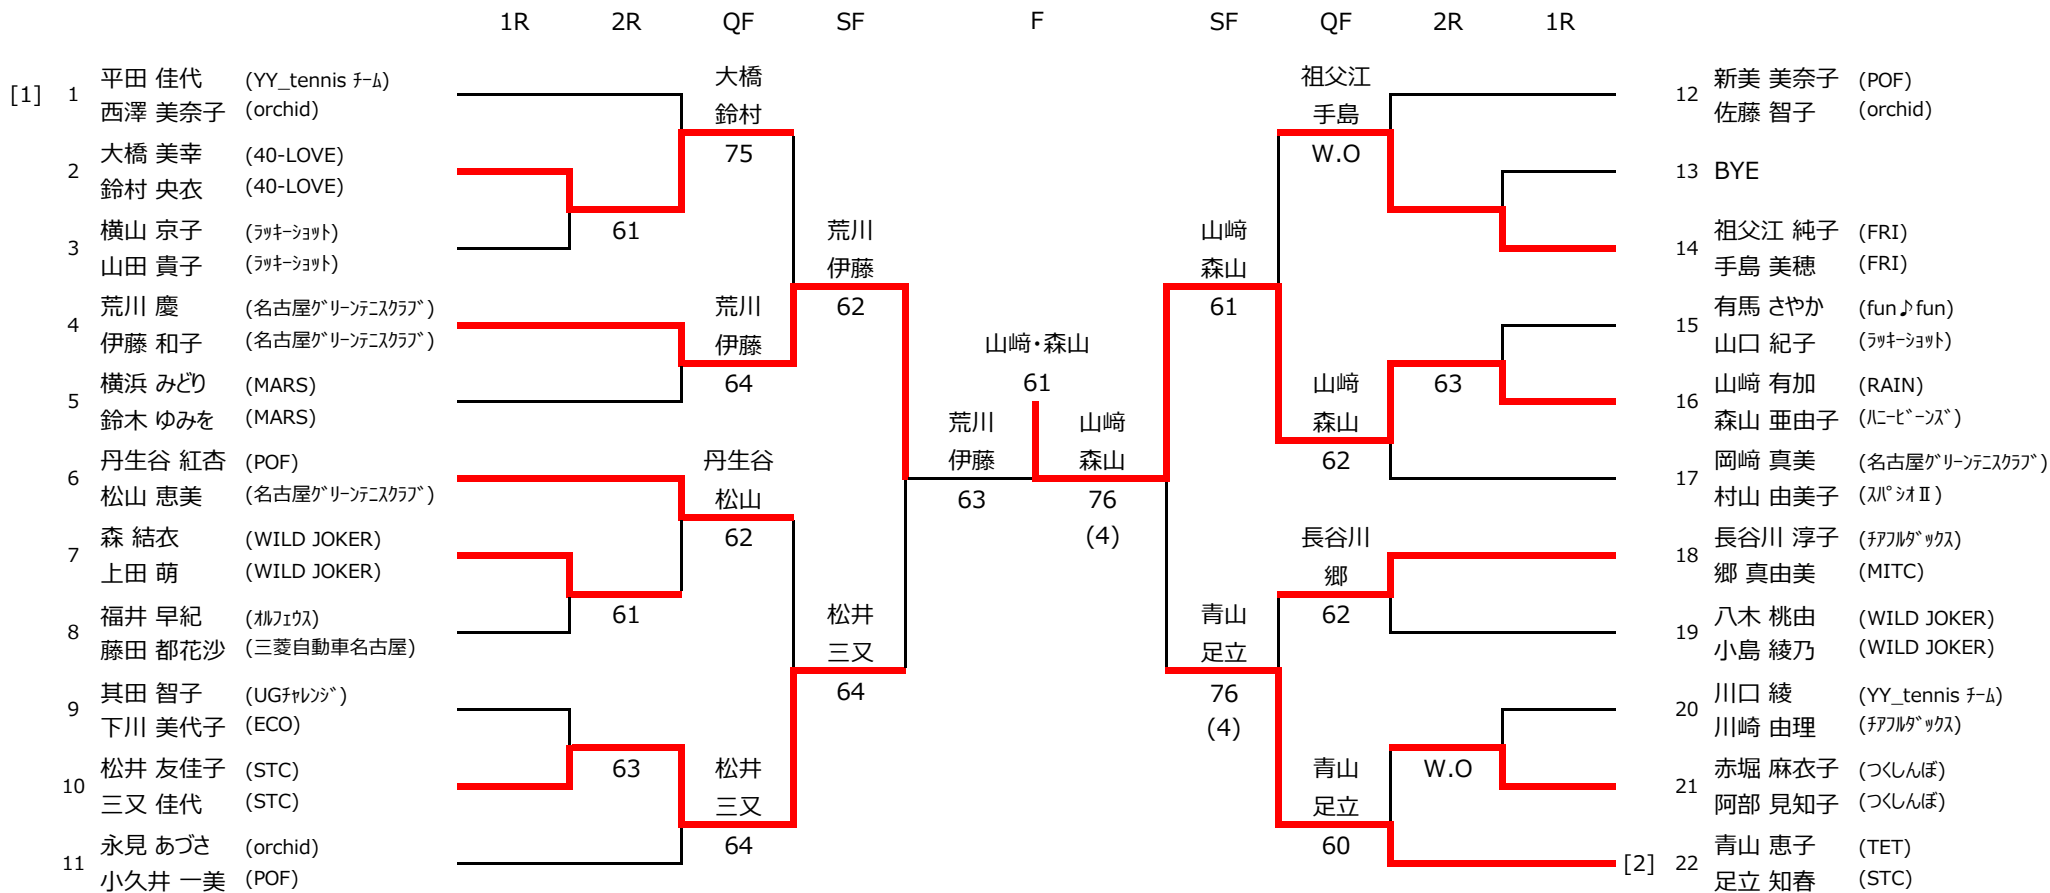 1R 2R QF SF F SF QF 2R 1R
[1] 1 平田 佳代 (YY_tennis ﾁｰﾑ)
西澤 美奈子 (orchid)
2 大橋 美幸 (40-LOVE)
鈴村 央衣 (40-LOVE)
3 横山 京子 (ﾗｯｷｰｼｮｯﾄ)
山田 貴子 (ﾗｯｷｰｼｮｯﾄ)
4 荒川 慶 (名古屋ｸﾞﾘｰﾝﾃﾆｽｸﾗﾌﾞ)
伊藤 和子 (名古屋ｸﾞﾘｰﾝﾃﾆｽｸﾗﾌﾞ)
5 横浜 みどり (MARS)
鈴木 ゆみを (MARS)
6 丹生谷 紅杏 (POF)
松山 恵美 (名古屋ｸﾞﾘｰﾝﾃﾆｽｸﾗﾌﾞ)
7 森 結衣 (WILD JOKER)
上田 萌 (WILD JOKER)
8 福井 早紀 (ｵﾙﾌｪｳｽ)
藤田 都花沙 (三菱自動車名古屋)
9 其田 智子 (UGﾁｬﾚﾝｼﾞ)
下川 美代子 (ECO)
10 松井 友佳子 (STC)
三又 佳代 (STC)
11 永見 あづさ (orchid)
小久井 一美 (POF)
61
61
63
大橋
鈴村
75
荒川
伊藤
64
丹生谷
松山
62
松井
三又
64
荒川
伊藤
62
松井
三又
64
荒川
伊藤
63
山﨑・森山
61
山﨑
森山
76
(4)
山﨑
森山
61
青山
足立
76
(4)
祖父江
手島
W.O
山﨑
森山
62
長谷川
郷
62
青山
足立
60
63
W.O
12 新美 美奈子 (POF)
佐藤 智子 (orchid)
13 BYE
14 祖父江 純子 (FRI)
手島 美穂 (FRI)
15 有馬 さやか (fun♪fun)
山口 紀子 (ﾗｯｷｰｼｮｯﾄ)
16 山﨑 有加 (RAIN)
森山 亜由子 (ﾊﾆｰﾋﾞｰﾝｽﾞ)
17 岡﨑 真美 (名古屋ｸﾞﾘｰﾝﾃﾆｽｸﾗﾌﾞ)
村山 由美子 (ｽﾊﾟｼｵⅡ)
18 長谷川 淳子 (ﾁｱﾌﾙﾀﾞｯｸｽ)
郷 真由美 (MITC)
19 八木 桃由 (WILD JOKER)
小島 綾乃 (WILD JOKER)
20 川口 綾 (YY_tennis ﾁｰﾑ)
川崎 由理 (ﾁｱﾌﾙﾀﾞｯｸｽ)
21 赤堀 麻衣子 (つくしんぼ)
阿部 見知子 (つくしんぼ)
[2] 22 青山 恵子 (TET)
足立 知春 (STC)